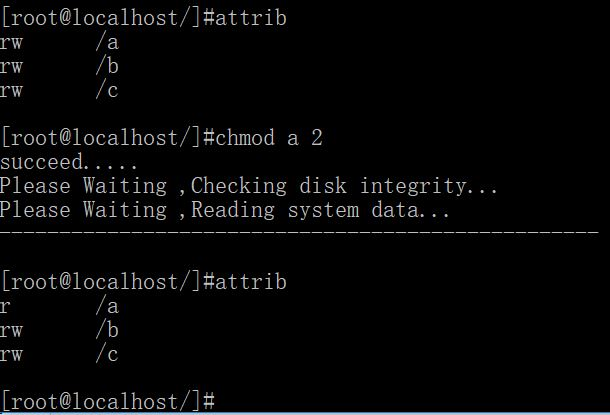 [root@localhost/]#attrib
rw      /a
rw      /b
rw      /c
[root@localhost/]#chmod a 2
succeed.....
Please Waiting ,Checking disk integrity...
Please Waiting ,Reading system data...
--------------------------------------------------
[root@localhost/]#attrib
r       /a
rw      /b
rw      /c
[root@localhost/]#